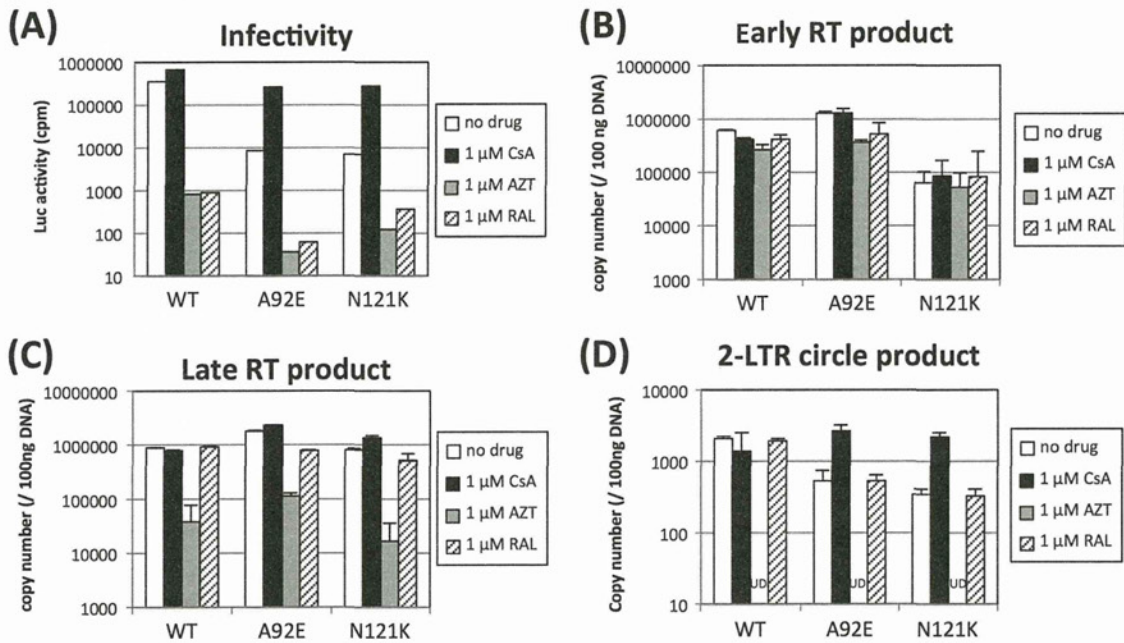 (A)
Infectivity
Luc activity (cpm)
1000000
100000
10000
1000
100
10
WT
A92E
N121K
no drug
1 µM CsA
1 µM AZT
1 µM RAL
(B)
Early RT product
copy number (/ 100 ng DNA)
10000000
1000000
100000
10000
1000
WT
A92E
N121K
no drug
1 µM CsA
1 µM AZT
1 µM RAL
(C)
Late RT product
copy number (/ 100ng DNA)
10000000
1000000
100000
10000
1000
WT
A92E
N121K
no drug
1 µM CsA
1 µM AZT
1 µM RAL
(D)
2-LTR circle product
Copy number (/ 100ng DNA)
10000
1000
100
10
UD
UD
UD
WT
A92E
N121K
no drug
1 µM CsA
1 µM AZT
1 µM RAL